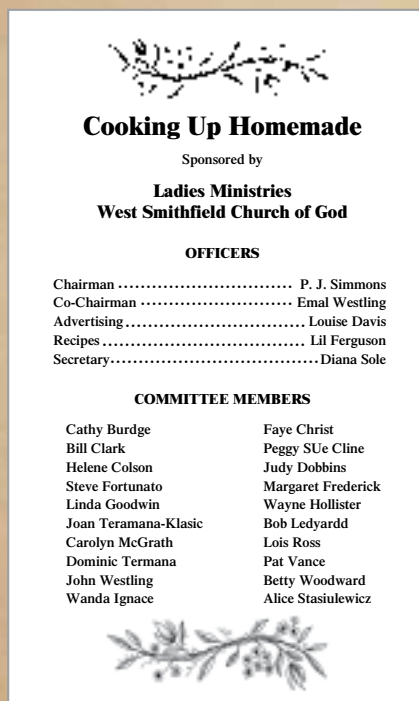 Cooking Up Homemade
Sponsored by
Ladies Ministries
West Smithfield Church of God
OFFICERS
Chairman ............................... P. J. Simmons
Co-Chairman ........................... Emal Westling
Advertising ................................ Louise Davis
Recipes .................................... Lil Ferguson
Secretary ..................................... Diana Sole
COMMITTEE MEMBERS
Cathy Burdge
Bill Clark
Helene Colson
Steve Fortunato
Linda Goodwin
Joan Teramana-Klasic
Carolyn McGrath
Dominic Termana
John Westling
Wanda Ignace
Faye Christ
Peggy SUe Cline
Judy Dobbins
Margaret Frederick
Wayne Hollister
Bob Ledyardd
Lois Ross
Pat Vance
Betty Woodward
Alice Stasiulewicz